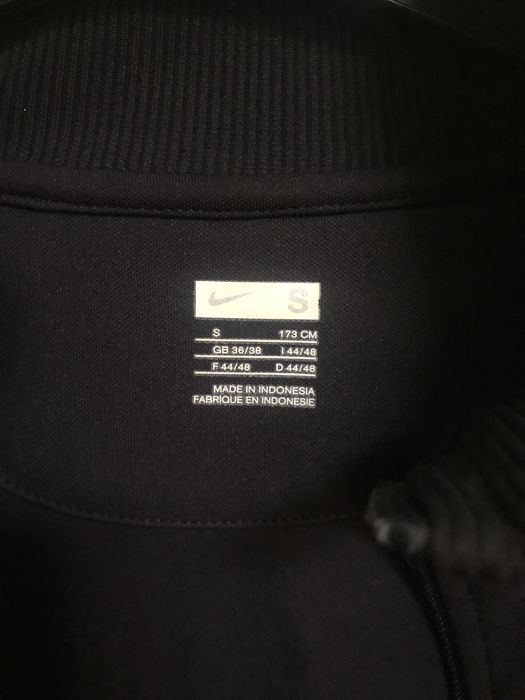 S
S 173 CM
GB 36/38 I 44/48
F 44/48 D 44/48
MADE IN INDONESIA
FABRIQUE EN INDONESIE